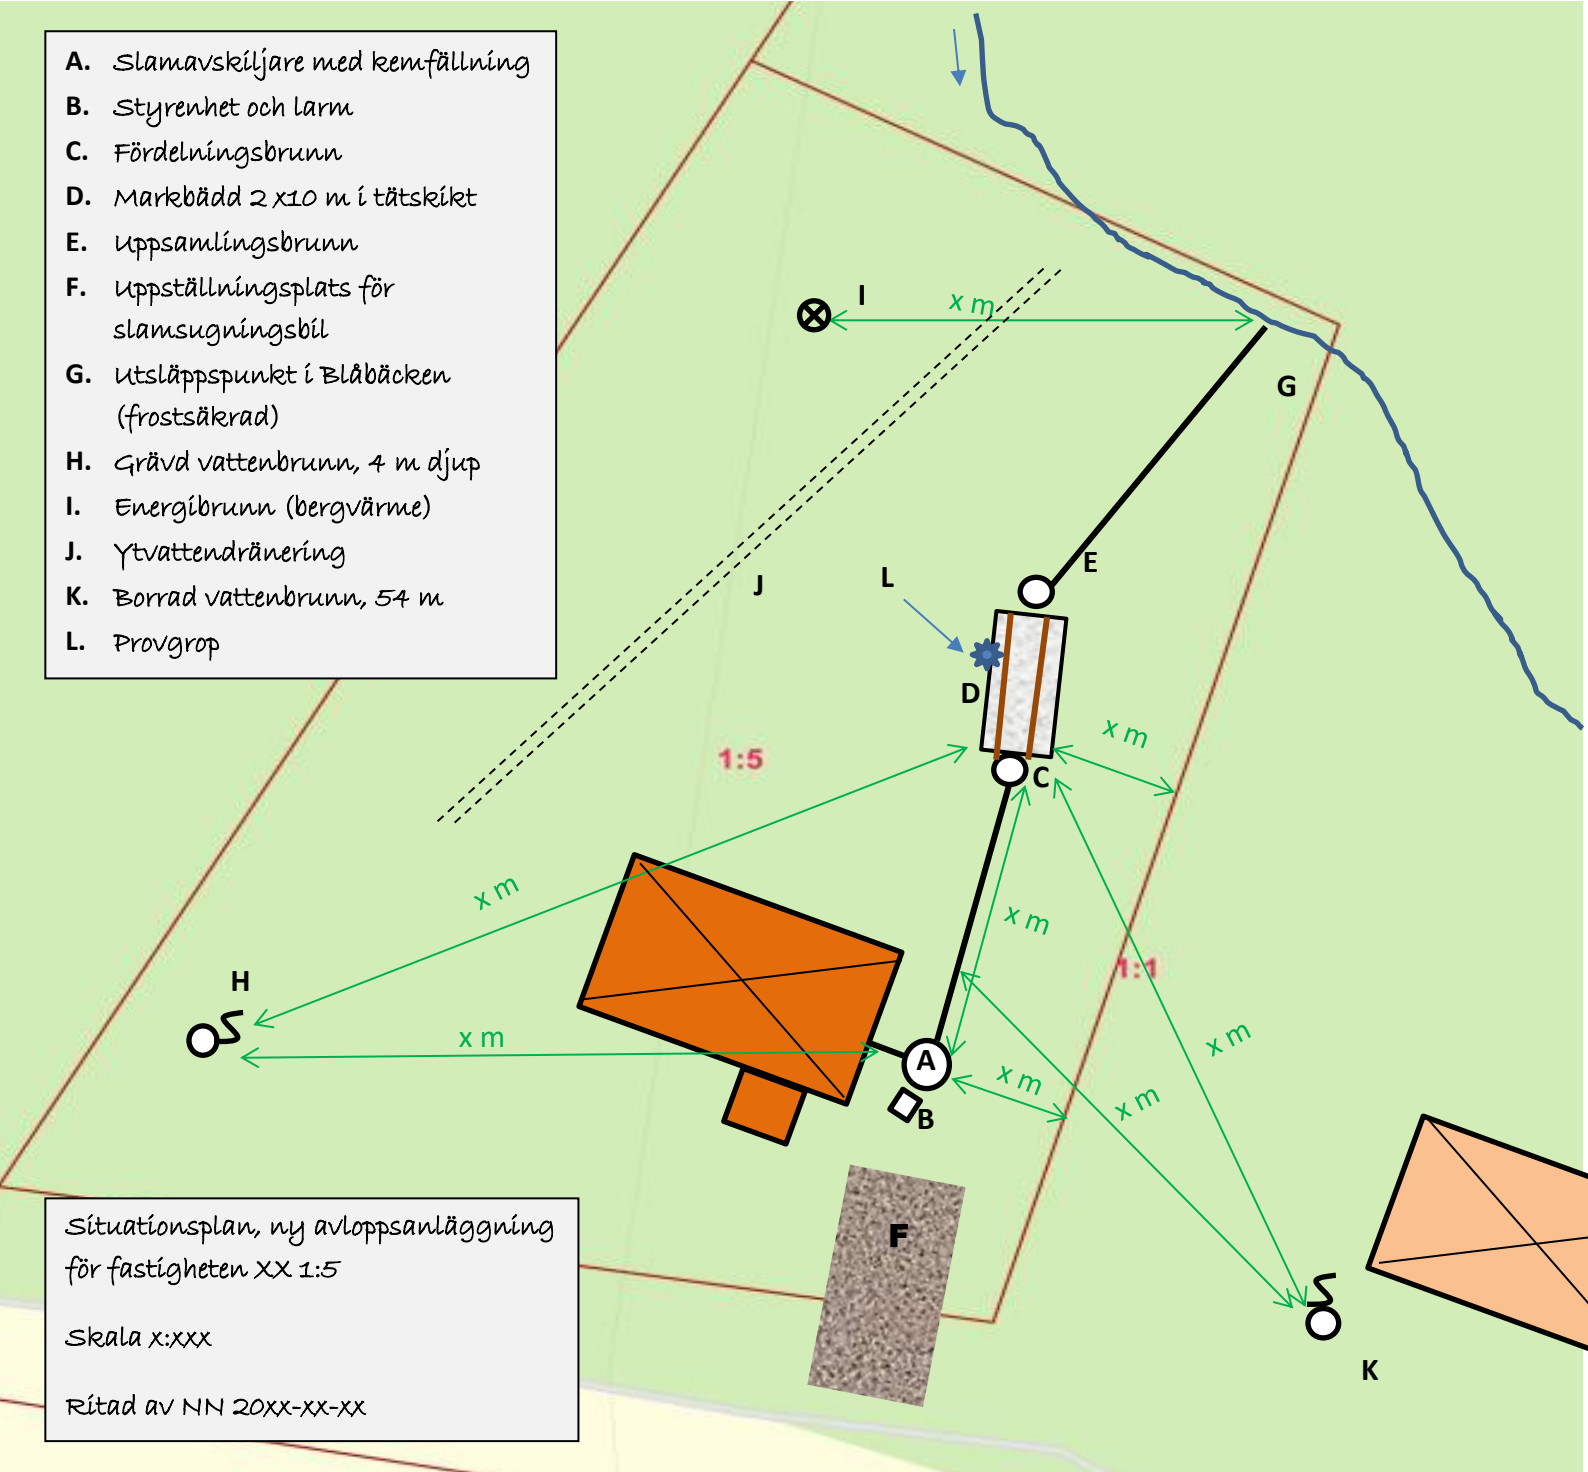 A. Slamavskiljare med kemfällning
B. Styrenhet och larm
C. Fördelningsbrunn
D. Markbädd 2 x10 m i tätskikt
E. Uppsamlingsbrunn
F. Uppställningsplats för
slamsugningsbil
G. Utsläppspunkt i Blåbäcken
(frostsäkrad)
H. Grävd vattenbrunn, 4 m djup
I. Energibrunn (bergvärme)
J. Ytvattendränering
K. Borrad vattenbrunn, 54 m
L. Provgrop
I
x m
G
E
L
J
D
x m
1:5
C
x m
x m
1:1
H
x m
x m
A
x m
x m
B
F
K
Situationsplan, ny avloppsanläggning
för fastigheten XX 1:5
Skala x:xxx
Ritad av NN 20xx-xx-xx